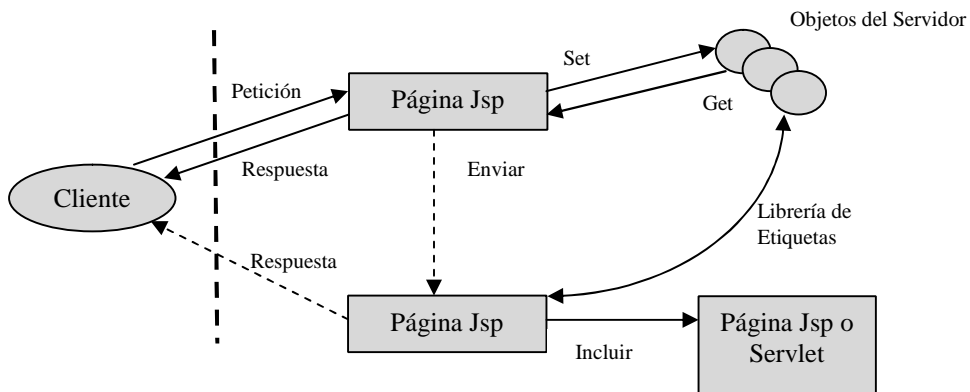 Objetos del Servidor
Set
Petición
Página Jsp
Get
Respuesta
Enviar
Cliente
Librería de
Etiquetas
Respuesta
Página Jsp
Página Jsp o
Servlet
Incluir